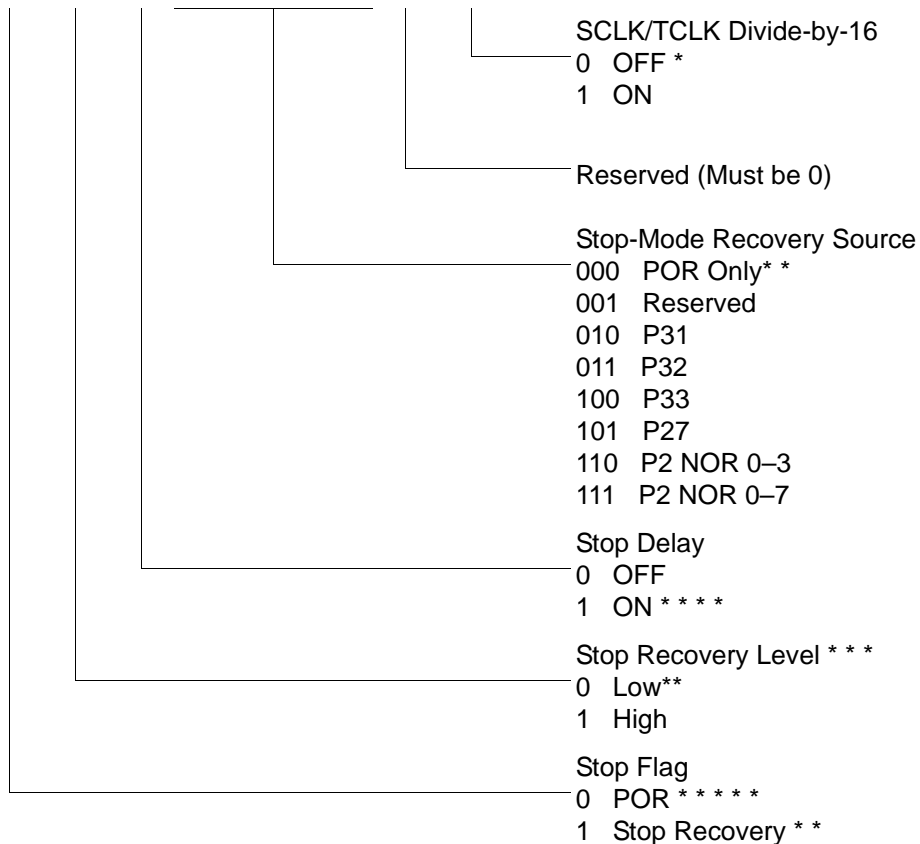 SCLK/TCLK Divide-by-16
0 OFF *
1 ON
Reserved (Must be 0)
Stop-Mode Recovery Source
000 POR Only* *
001 Reserved
010 P31
011 P32
100 P33
101 P27
110 P2 NOR 0–3
111 P2 NOR 0–7
Stop Delay
0 OFF
1 ON * * * *
Stop Recovery Level * * *
0 Low**
1 High
Stop Flag
0 POR * * * * *
1 Stop Recovery * *